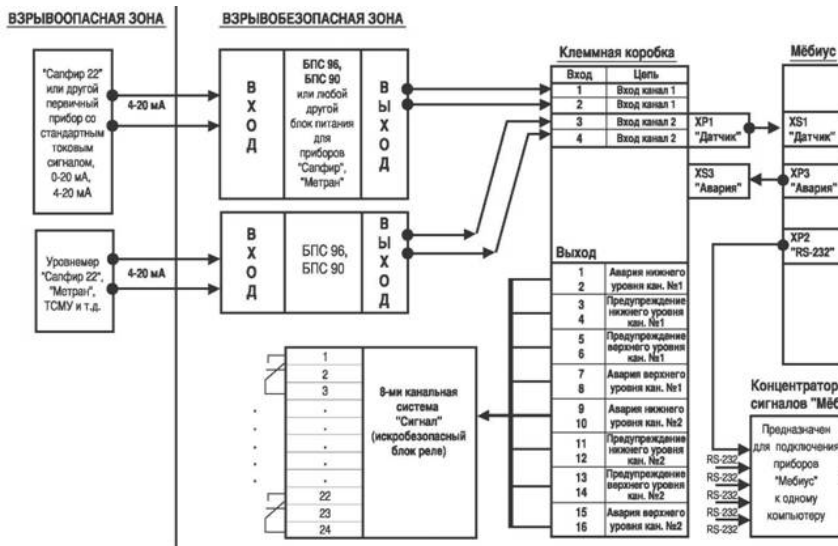 ВЗРЫВООПАСНАЯ ЗОНА
ВЗРЫВОБЕЗОПАСНАЯ ЗОНА
"Сапфир 22"
или другой
первичный
прибор со
стандартным
токовым
сигналом,
0-20 мА,
4-20 мА
4-20 мА
ВХОД
БПС 96,
БПС 90
или любой
другой
блок питания
для
приборов
"Сапфир",
"Метран"
ВЫХОД
Уровнемер
"Сапфир 22",
"Метран",
ТСМУ и т.д.
4-20 мА
ВХОД
БПС 96,
БПС 90
ВЫХОД
Клеммная коробка
Вход Цепь
1 Вход канал 1
2 Вход канал 1
3 Вход канал 2
4 Вход канал 2
XP1
"Датчик"
XS3
"Авария"
Выход
1
2
Авария нижнего
уровня кан. №1
3
4
Предупреждение
нижнего уровня
кан. №1
5
6
Предупреждение
верхнего уровня
кан. №1
7
8
Авария верхнего
уровня кан. №1
9
10
Авария нижнего
уровня кан. №2
11
12
Предупреждение
нижнего уровня
кан. №2
13
14
Предупреждение
верхнего уровня
кан. №2
15
16
Авария верхнего
уровня кан. №2
Мёбиус
XS1
"Датчик"
XP3
"Авария"
XP2
"RS-232"
1
2
3
22
23
24
8-ми канальная
система
"Сигнал"
(искробезопасный
блок реле)
Концентратор
сигналов "Мёб
Предназначен
для подключения
приборов
"Мебиус"
к одному
компьютеру
RS-232
RS-232
RS-232
RS-232
RS-232